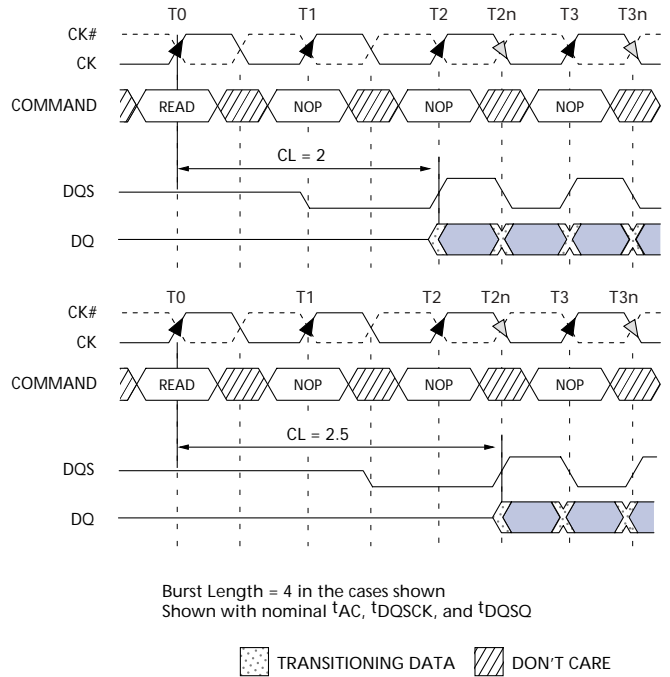 T0 T1 T2 T2n T3 T3n
CK#
CK
COMMAND READ NOP NOP NOP
CL = 2
DQS
DQ
T0 T1 T2 T2n T3 T3n
CK#
CK
COMMAND READ NOP NOP NOP
CL = 2.5
DQS
DQ
Burst Length = 4 in the cases shown
Shown with nominal tAC, tDQSCK, and tDQSQ
TRANSITIONING DATA DON'T CARE